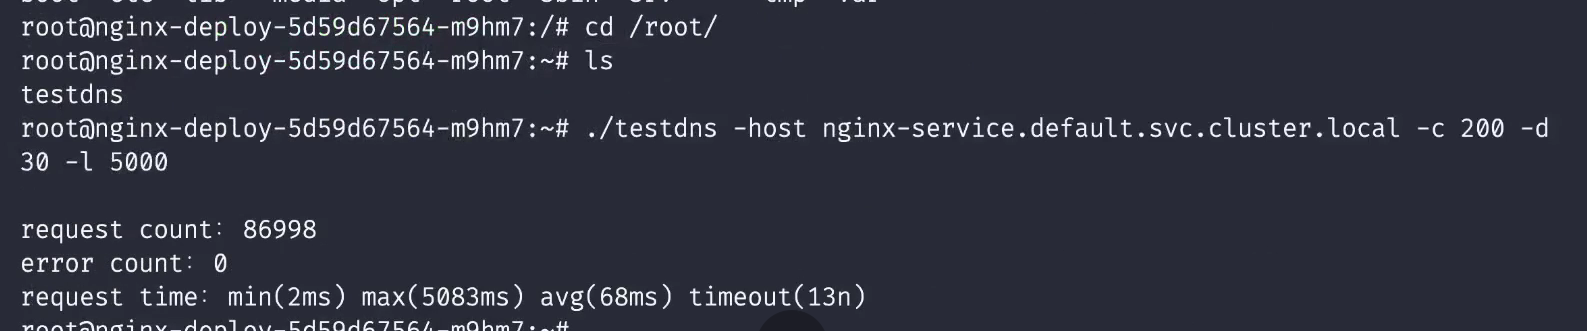 root@nginx-deploy-5d59d67564-m9hm7:/# cd /root/
root@nginx-deploy-5d59d67564-m9hm7:~# ls
testdns
root@nginx-deploy-5d59d67564-m9hm7:~# ./testdns -host nginx-service.default.svc.cluster.local -c 200 -d
30 -l 5000
request count: 86998
error count: 0
request time: min(2ms) max(5083ms) avg(68ms) timeout(13n)
root@nginx-deploy-5d59d67564-m9hm7:~#